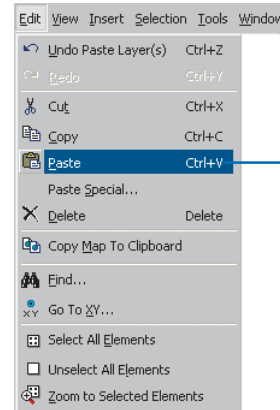 Edit View Insert Selection Tools Window
Undo Paste Layer(s) Ctrl+Z
Redo Ctrl+Y
Cut Ctrl+X
Copy Ctrl+C
Paste Ctrl+V
Paste Special...
Delete Delete
Copy Map To Clipboard
Find...
XY Go To XY...
Select All Elements
Unselect All Elements
Zoom to Selected Elements